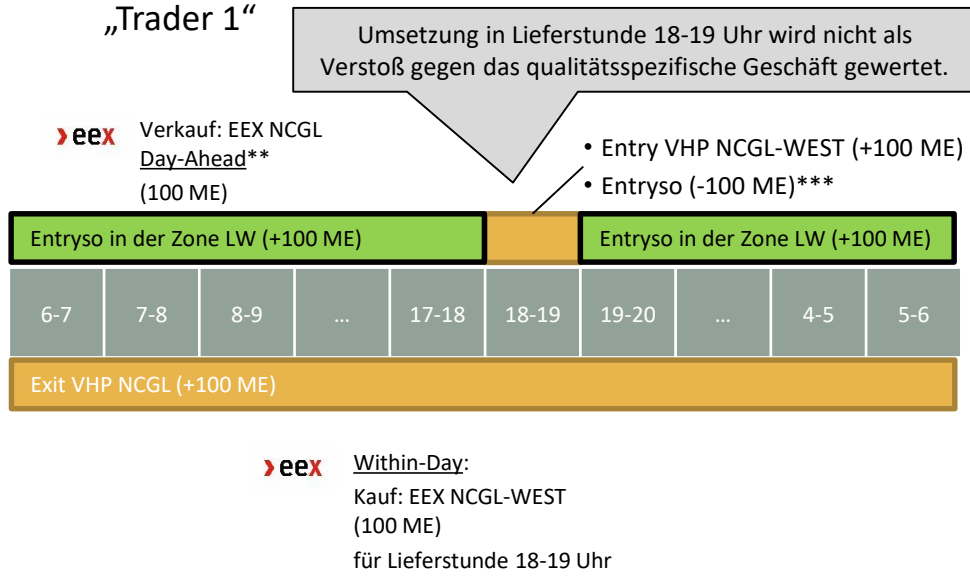 „Trader 1“
Umsetzung in Lieferstunde 18-19 Uhr wird nicht als
Verstoß gegen das qualitätsspezifische Geschäft gewertet.
eex
Verkauf: EEX NCGL
Day-Ahead**
(100 ME)
• Entry VHP NCGL-WEST (+100 ME)
• Entryso (-100 ME)***
Entryso in der Zone LW (+100 ME)
Entryso in der Zone LW (+100 ME)
6-7 7-8 8-9 ... 17-18 18-19 19-20 ... 4-5 5-6
Exit VHP NCGL (+100 ME)
eex
Within-Day:
Kauf: EEX NCGL-WEST
(100 ME)
für Lieferstunde 18-19 Uhr